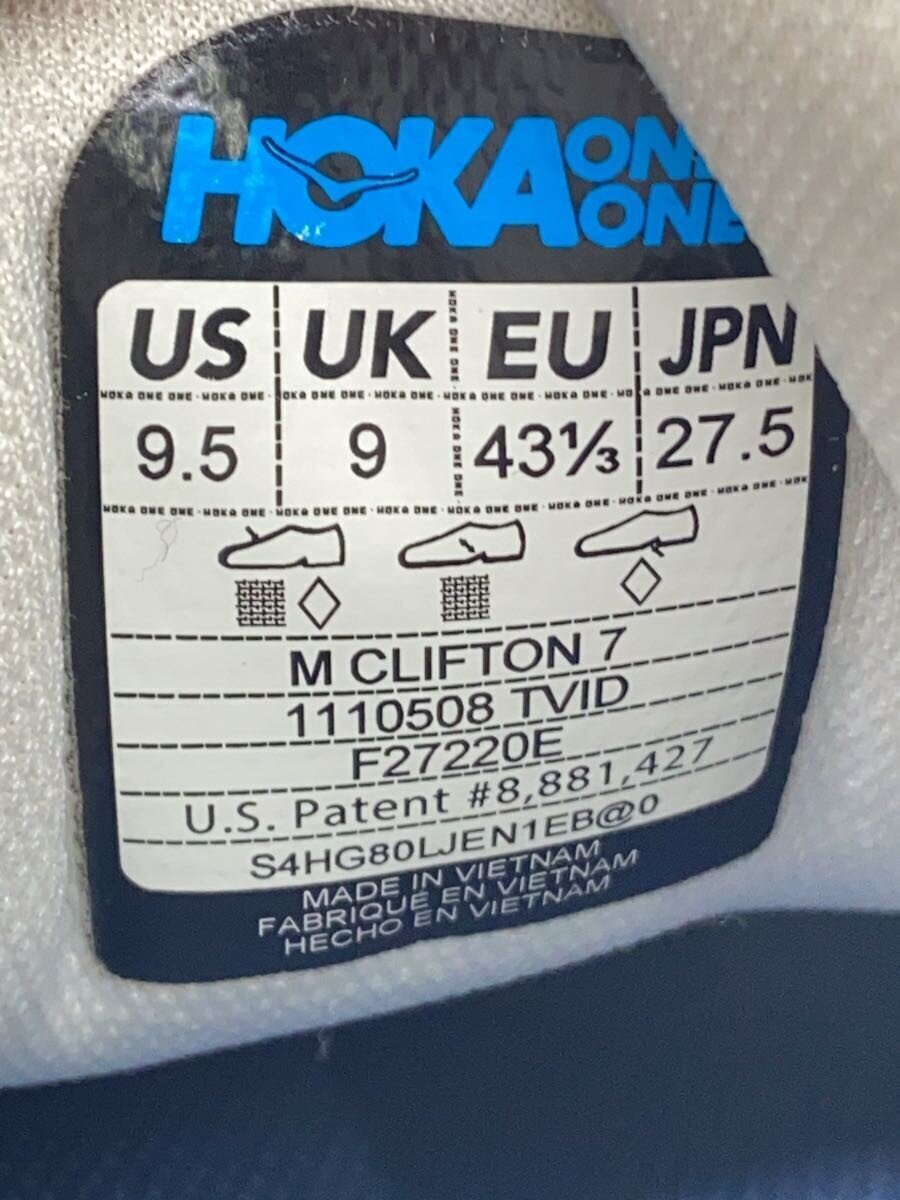 HOKA ONE
ONE
US UK EU JPN
9.5 9 43⅓ 27.5
M CLIFTON 7
1110508 TVID
F27220E
U.S. Patent #8,881,427
S4HG80LJEN1EB@0
MADE IN VIETNAM
FABRIQUÉ EN VIETNAM
HECHO EN VIETNAM